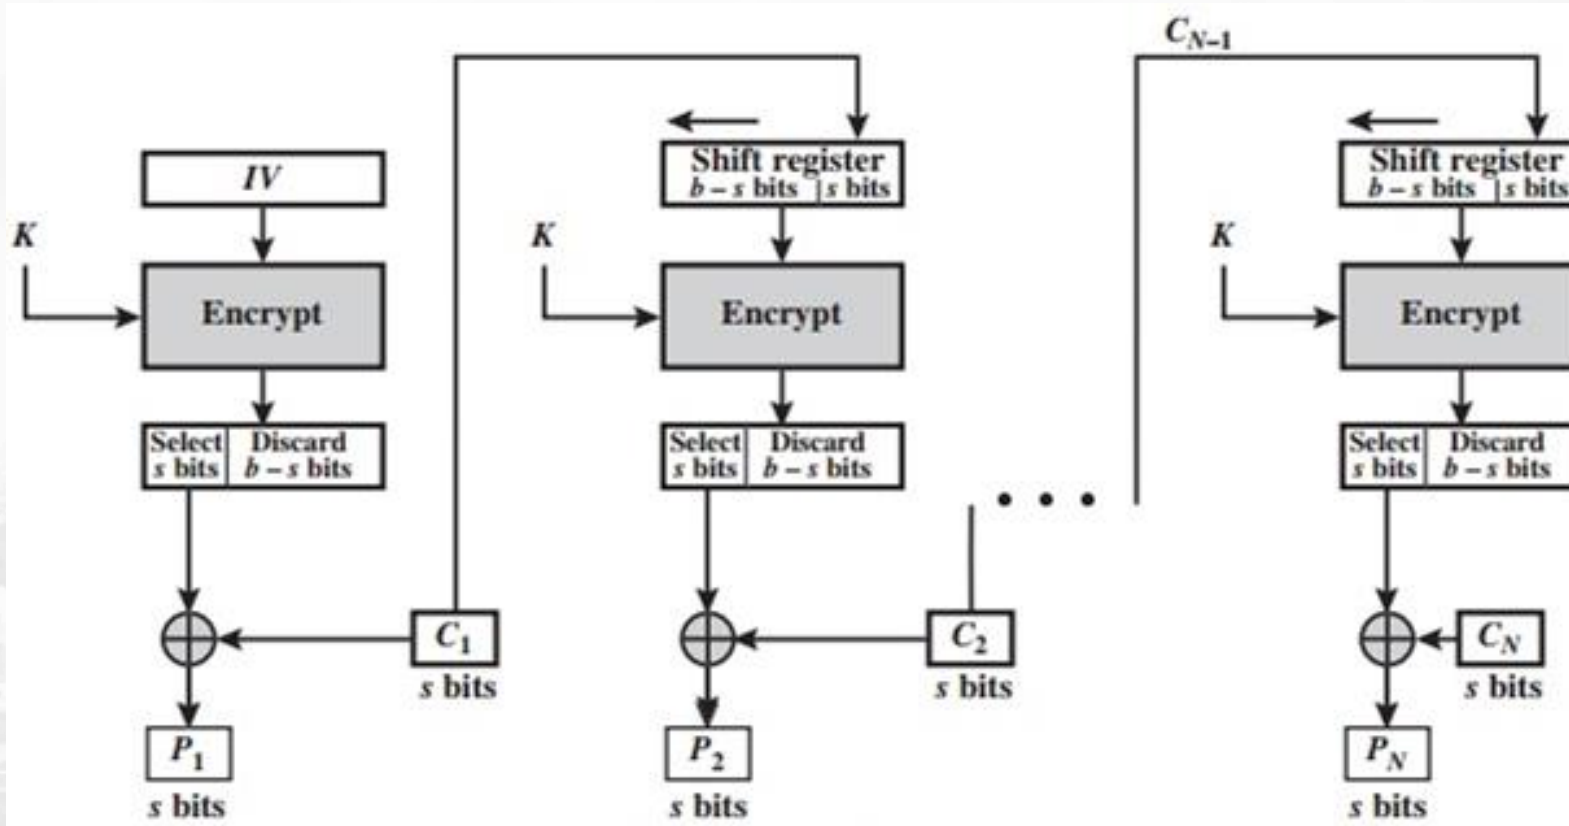 C_{N-1}
IV
K
Encrypt
Select
s bits
Discard
b – s bits
C_1
s bits
P_1
s bits
Shift register
b – s bits
s bits
K
Encrypt
Select
s bits
Discard
b – s bits
C_2
s bits
P_2
s bits
Shift register
b – s bits
s bits
K
Encrypt
Select
s bits
Discard
b – s bits
C_N
s bits
P_N
s bits